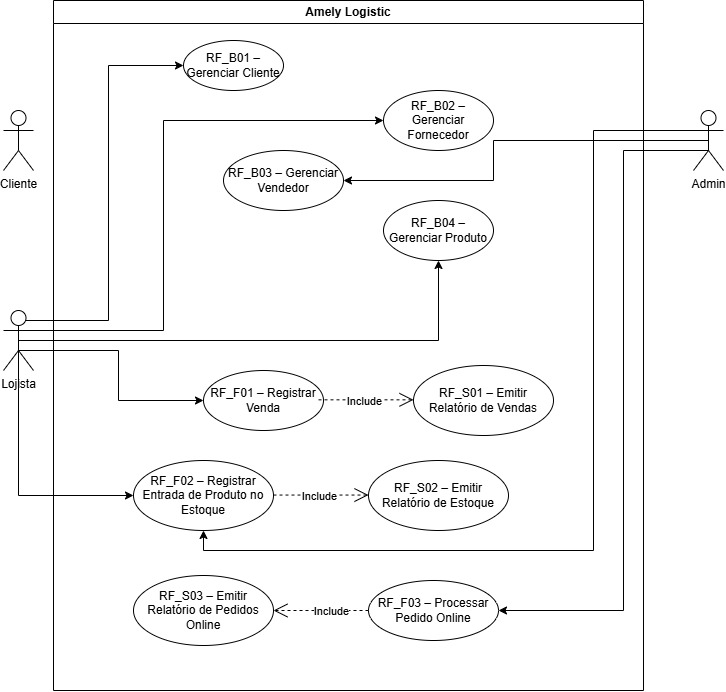 Amely Logistic
RF_B01 –
Gerenciar Cliente
RF_B02 –
Gerenciar
Fornecedor
RF_B03 – Gerenciar
Vendedor
Cliente
Admin
RF_B04 –
Gerenciar Produto
Lojista
RF_F01 – Registrar
Venda
Include
RF_S01 – Emitir
Relatório de Vendas
RF_F02 – Registrar
Entrada de Produto no
Estoque
Include
RF_S02 – Emitir
Relatório de Estoque
RF_S03 – Emitir
Relatório de Pedidos
Online
Include
RF_F03 – Processar
Pedido Online